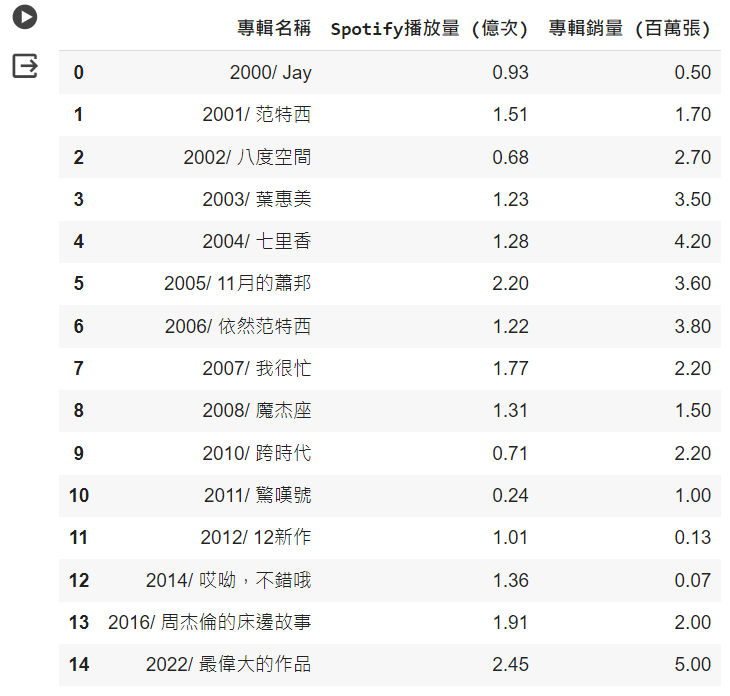 專輯名稱 Spotify播放量 (億次) 專輯銷量 (百萬張)
0 2000/ Jay 0.93 0.50
1 2001/ 范特西 1.51 1.70
2 2002/ 八度空間 0.68 2.70
3 2003/ 葉惠美 1.23 3.50
4 2004/ 七里香 1.28 4.20
5 2005/ 11月的蕭邦 2.20 3.60
6 2006/ 依然范特西 1.22 3.80
7 2007/ 我很忙 1.77 2.20
8 2008/ 魔杰座 1.31 1.50
9 2010/ 跨時代 0.71 2.20
10 2011/ 驚嘆號 0.24 1.00
11 2012/ 12新作 1.01 0.13
12 2014/ 哎呦，不錯哦 1.36 0.07
13 2016/ 周杰倫的床邊故事 1.91 2.00
14 2022/ 最偉大的作品 2.45 5.00